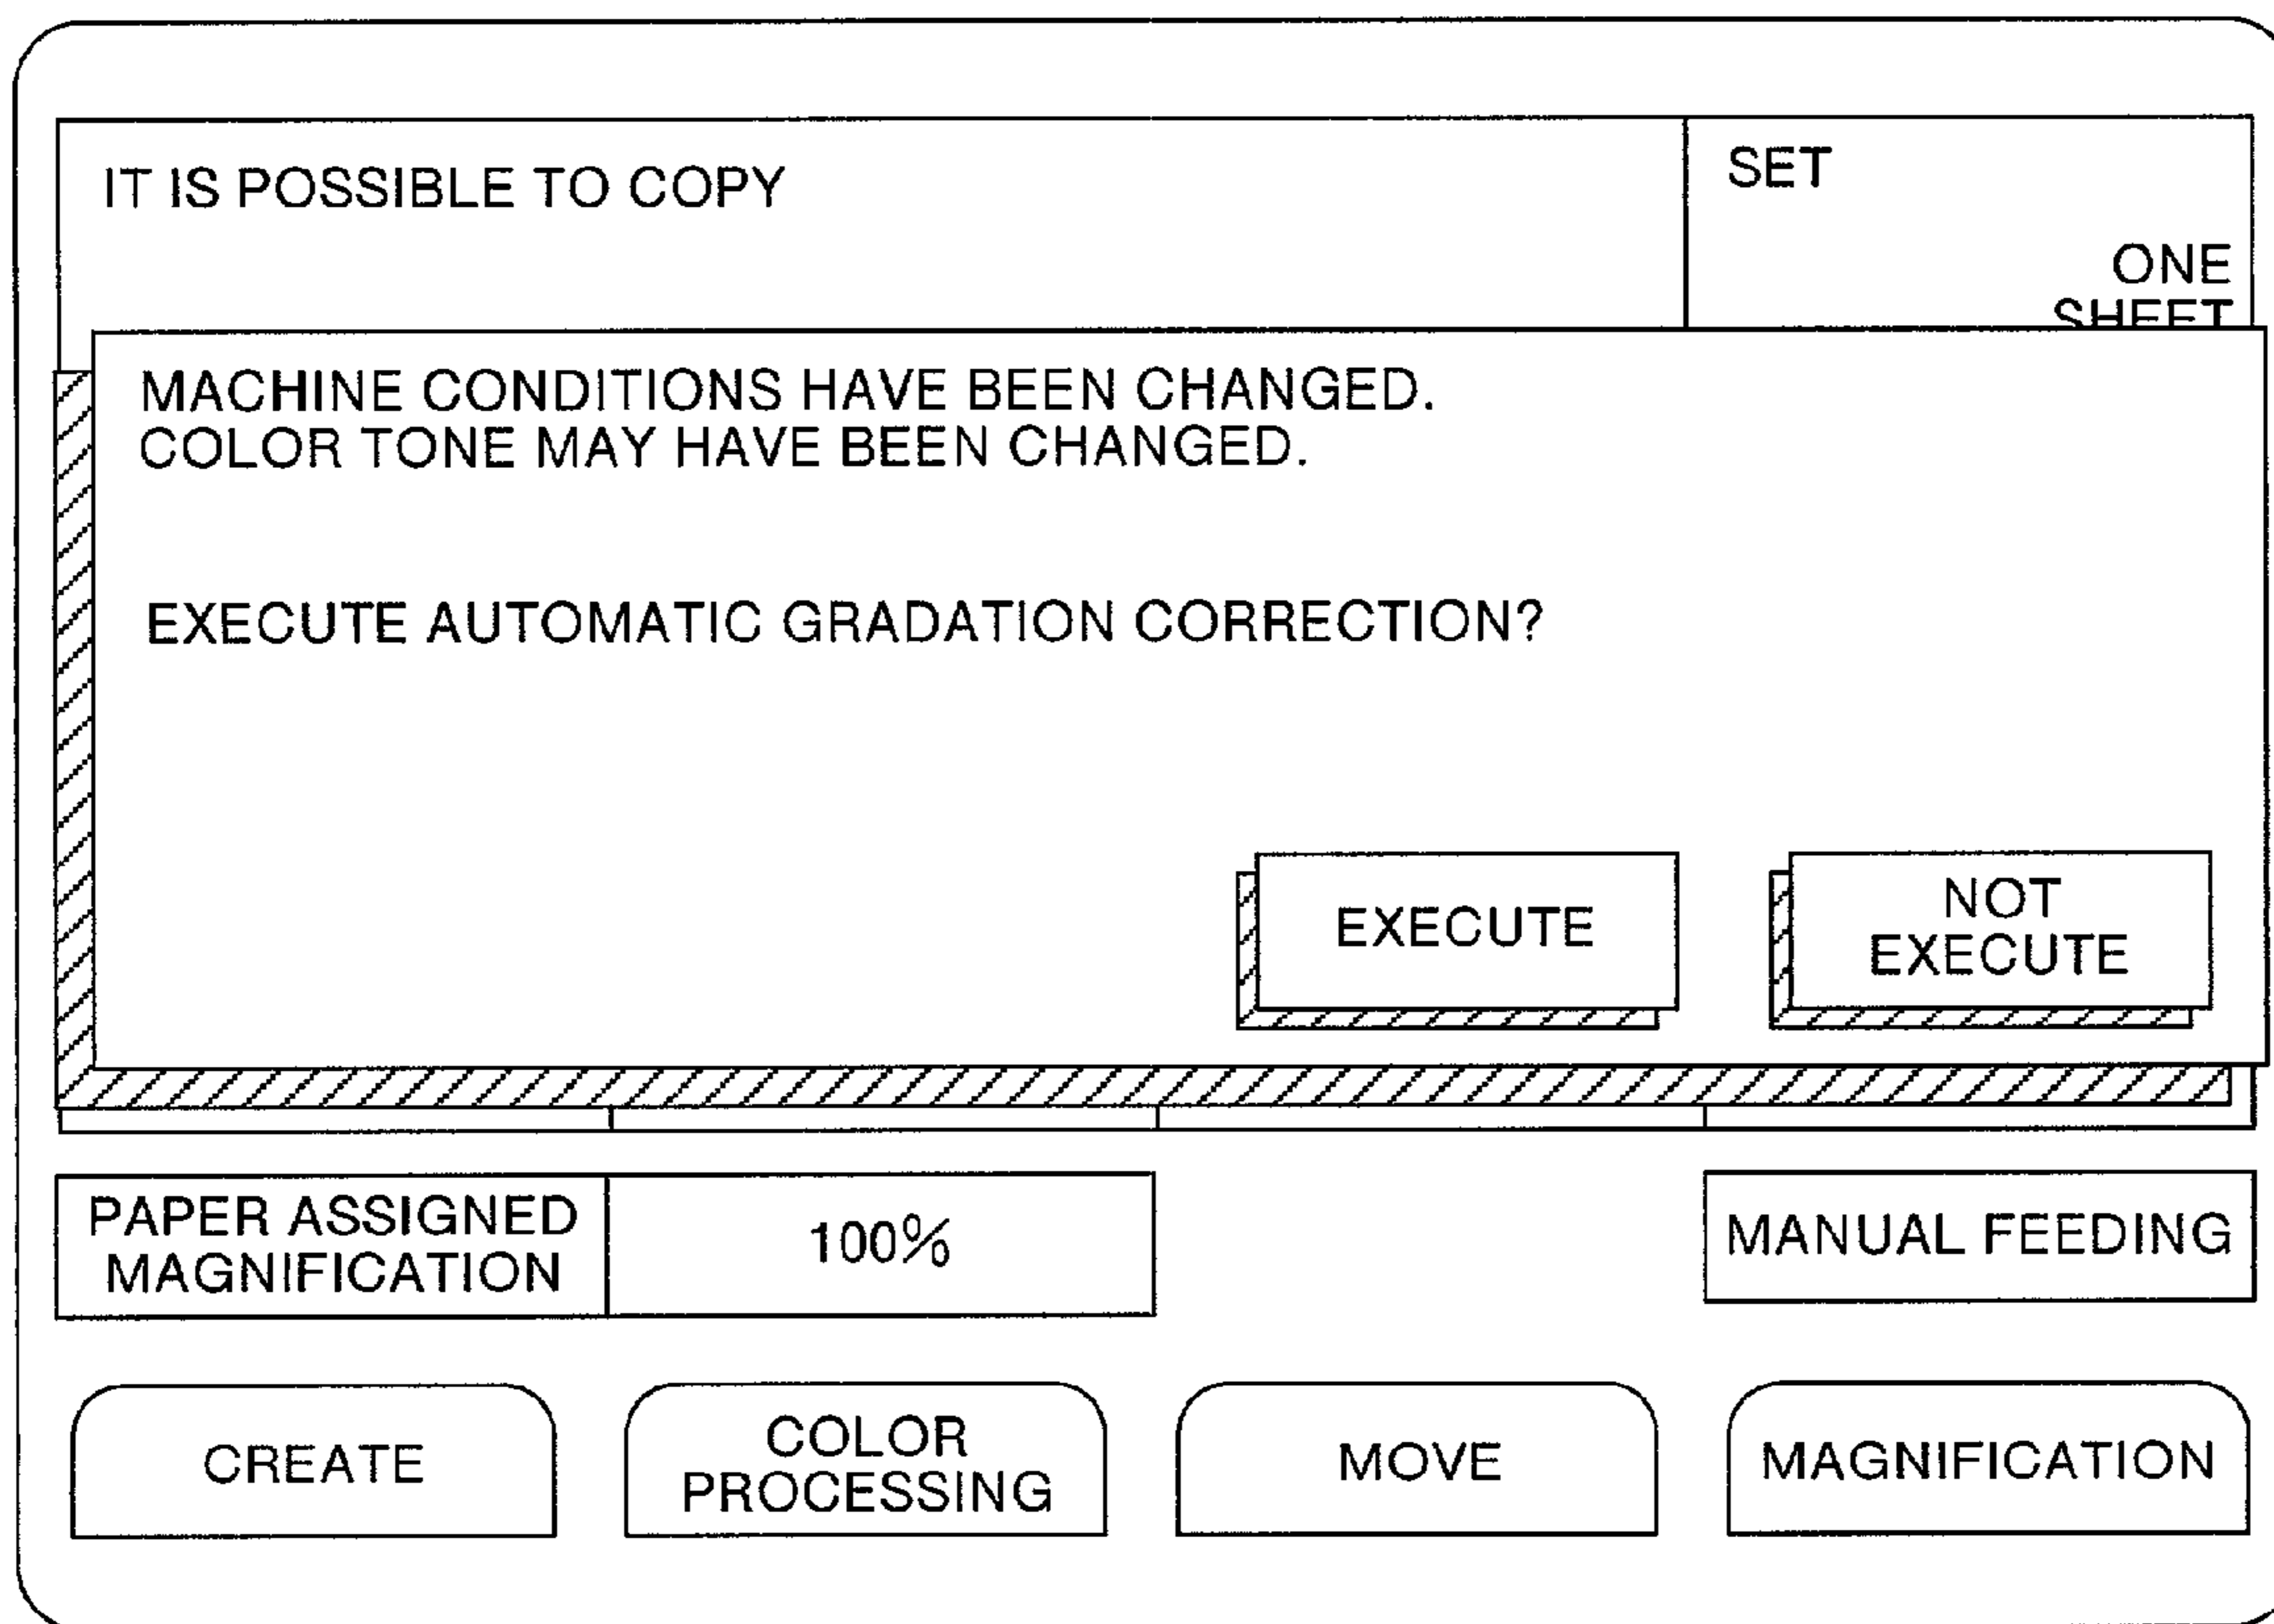 IT IS POSSIBLE TO COPY
SET
ONE
SHEET
MACHINE CONDITIONS HAVE BEEN CHANGED.
COLOR TONE MAY HAVE BEEN CHANGED.
EXECUTE AUTOMATIC GRADATION CORRECTION?
EXECUTE
NOT
EXECUTE
PAPER ASSIGNED
MAGNIFICATION
100%
MANUAL FEEDING
CREATE
COLOR
PROCESSING
MOVE
MAGNIFICATION